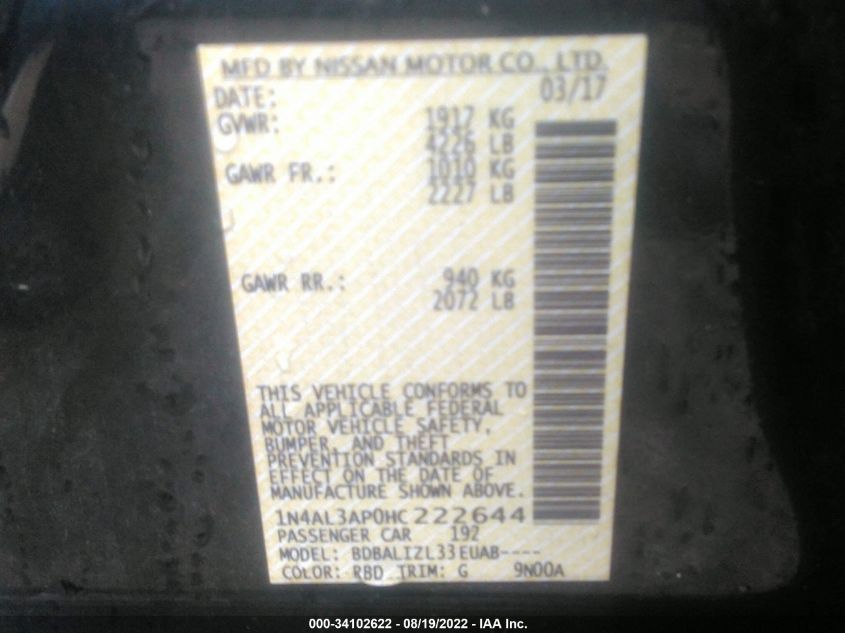 MFD BY NISSAN MOTOR CO., LTD.
DATE: 03/17
GVWR: 1917 KG
4226 LB
GAWR FR.: 1010 KG
2227 LB
GAWR RR.: 940 KG
2072 LB
THIS VEHICLE CONFORMS TO
ALL APPLICABLE FEDERAL
MOTOR VEHICLE SAFETY,
BUMPER, AND THEFT
PREVENTION STANDARDS IN
EFFECT ON THE DATE OF
MANUFACTURE SHOWN ABOVE.
1N4AL3AP0HC222644
PASSENGER CAR 192
MODEL: BDBALIZL33EUAB----
COLOR: RBD TRIM: G 9N00A
000-34102622 - 08/19/2022 - IAA Inc.